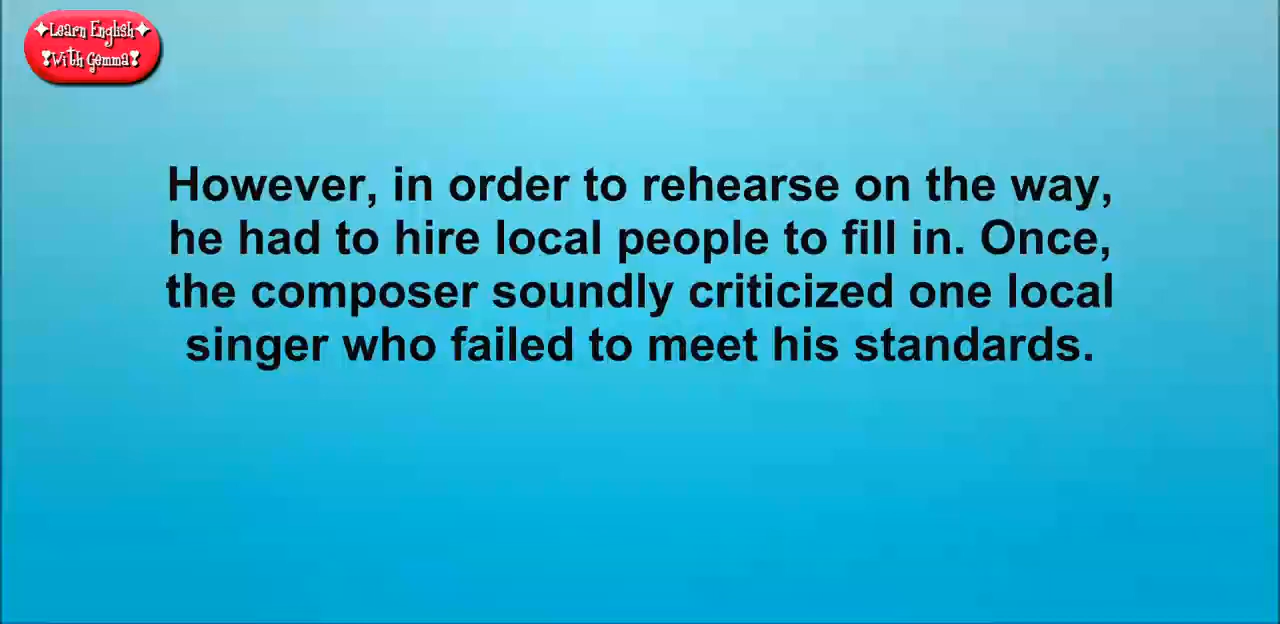 ✦Learn English✦
❣With Gemma❣
However, in order to rehearse on the way,
he had to hire local people to fill in. Once,
the composer soundly criticized one local
singer who failed to meet his standards.